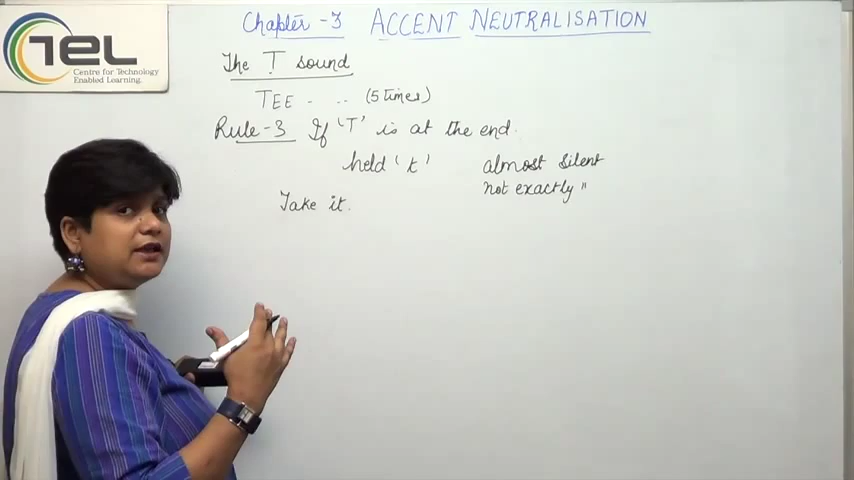 Chapter-3 ACCENT NEUTRALISATION
TEL
Centre for Technology
Enabled Learning.
The T sound
TEE - .. (5 times)
Rule-3 If 'T' is at the end.
held 't' almost silent
not exactly "
Take it.